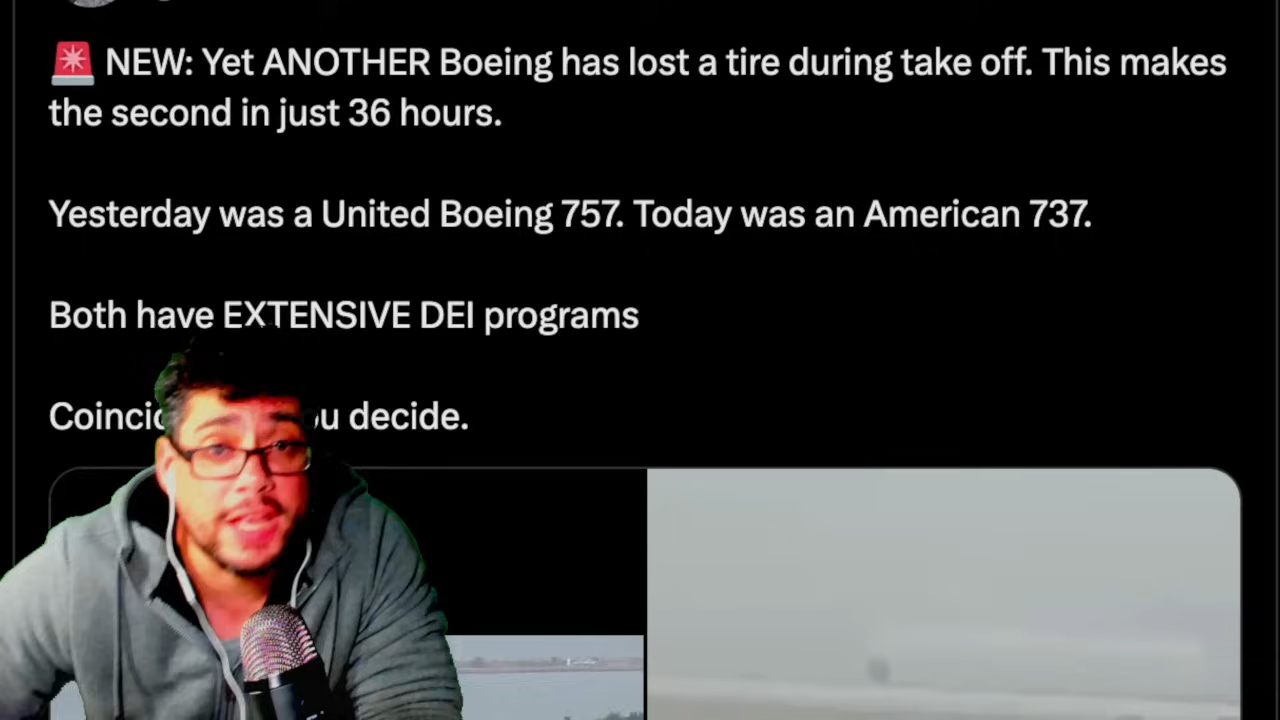 🚨 NEW: Yet ANOTHER Boeing has lost a tire during take off. This makes
the second in just 36 hours.
Yesterday was a United Boeing 757. Today was an American 737.
Both have EXTENSIVE DEI programs
decide.